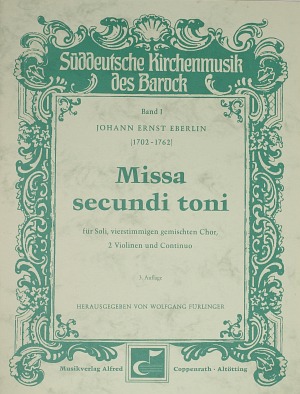 Süddeutsche Kirchenmusik
des Barock
Band I
JOHANN ERNST EBERLIN
(1702-1762)
Missa
secundi toni
für Soli, vierstimmigen gemischten Chor,
2 Violinen und Continuo
3. Auflage
HERAUSGEGEBEN VON WOLFGANG FÜRLINGER
Musikverlag Alfred Coppenrath · Altötting